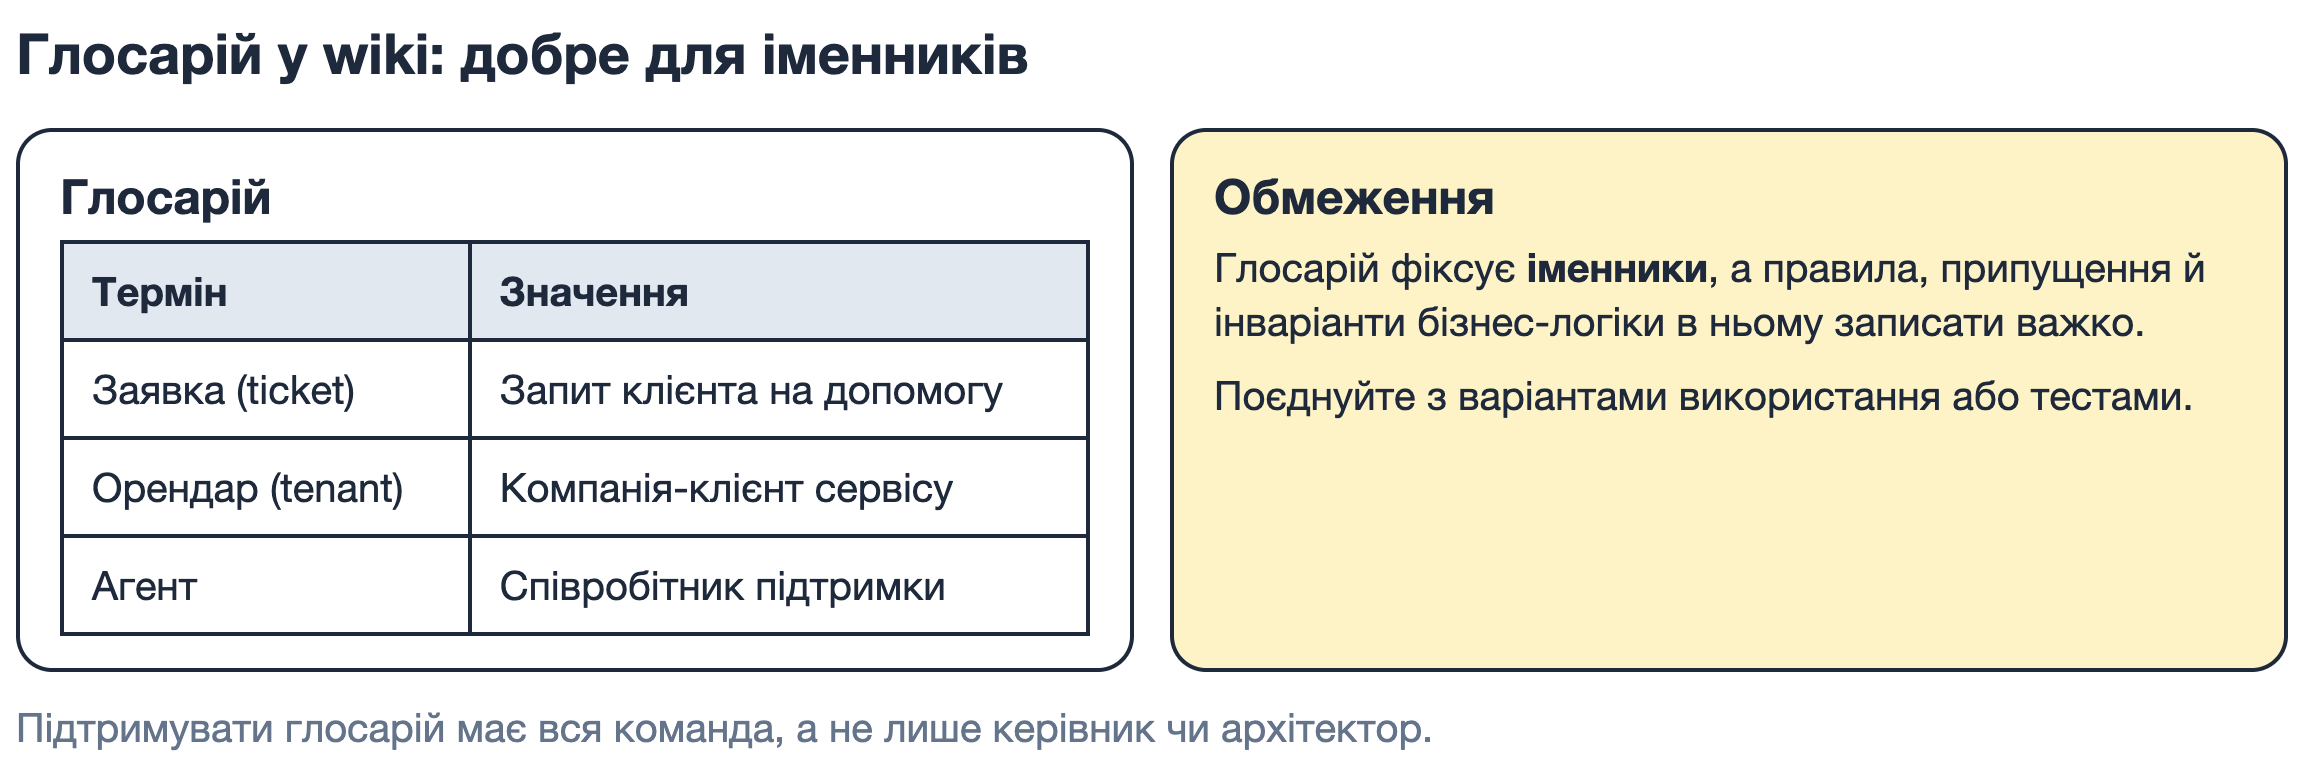 Глосарій у wiki: добре для іменників
Глосарій
Термін Значення
Заявка (ticket) Запит клієнта на допомогу
Орендар (tenant) Компанія-клієнт сервісу
Агент Співробітник підтримки
Обмеження
Глосарій фіксує іменники, а правила, припущення й
інваріанти бізнес-логіки в ньому записати важко.
Поєднуйте з варіантами використання або тестами.
Підтримувати глосарій має вся команда, а не лише керівник чи архітектор.